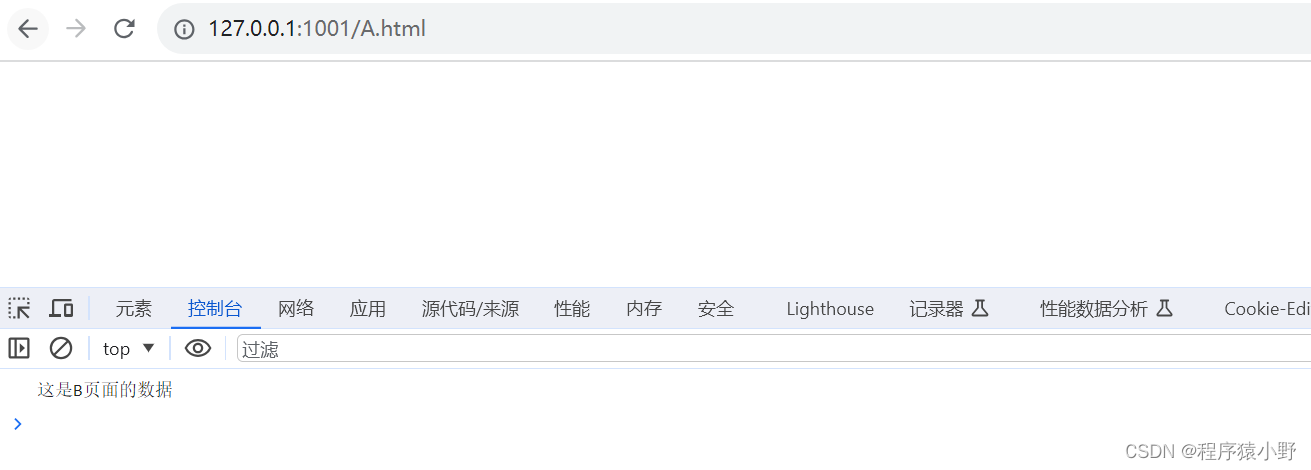 127.0.0.1:1001/A.html
元素 控制台 网络 应用 源代码/来源 性能 内存 安全 Lighthouse 记录器 性能数据分析 Cookie-Edi
top 过滤
这是B页面的数据
CSDN @程序猿小野